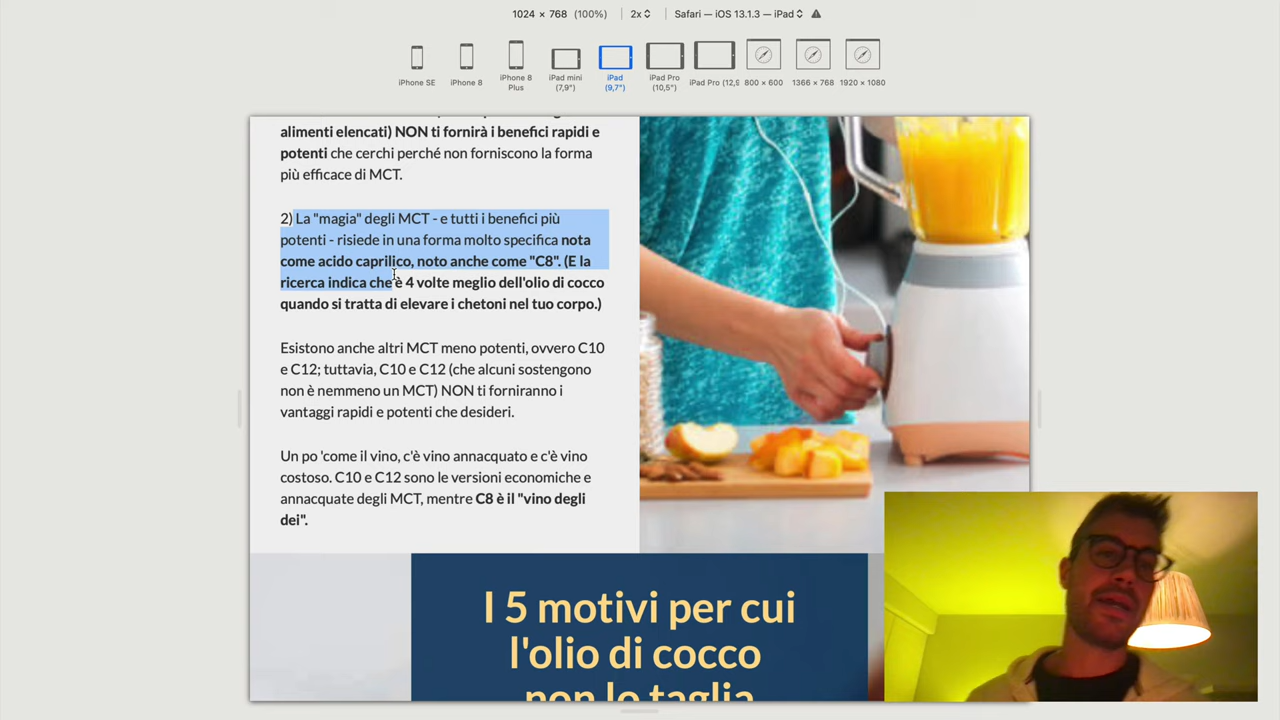 1024 × 768 (100%) 2x Safari — iOS 13.1.3 — iPad
iPhone SE
iPhone 8
iPhone 8
Plus
iPad mini
(7,9")
iPad
(9,7")
iPad Pro
(10,5")
iPad Pro (12,9
800 × 600
1366 × 768
1920 × 1080
alimenti elencati) NON ti fornirà i benefici rapidi e
potenti che cerchi perché non forniscono la forma
più efficace di MCT.
2) La "magia" degli MCT - e tutti i benefici più
potenti - risiede in una forma molto specifica nota
come acido caprilico, noto anche come "C8". (E la
ricerca indica che è 4 volte meglio dell'olio di cocco
quando si tratta di elevare i chetoni nel tuo corpo.)
Esistono anche altri MCT meno potenti, ovvero C10
e C12; tuttavia, C10 e C12 (che alcuni sostengono
non è nemmeno un MCT) NON ti forniranno i
vantaggi rapidi e potenti che desideri.
Un po 'come il vino, c'è vino annacquato e c'è vino
costoso. C10 e C12 sono le versioni economiche e
annacquate degli MCT, mentre C8 è il "vino degli
dei".
I 5 motivi per cui
l'olio di cocco
non lo taglia